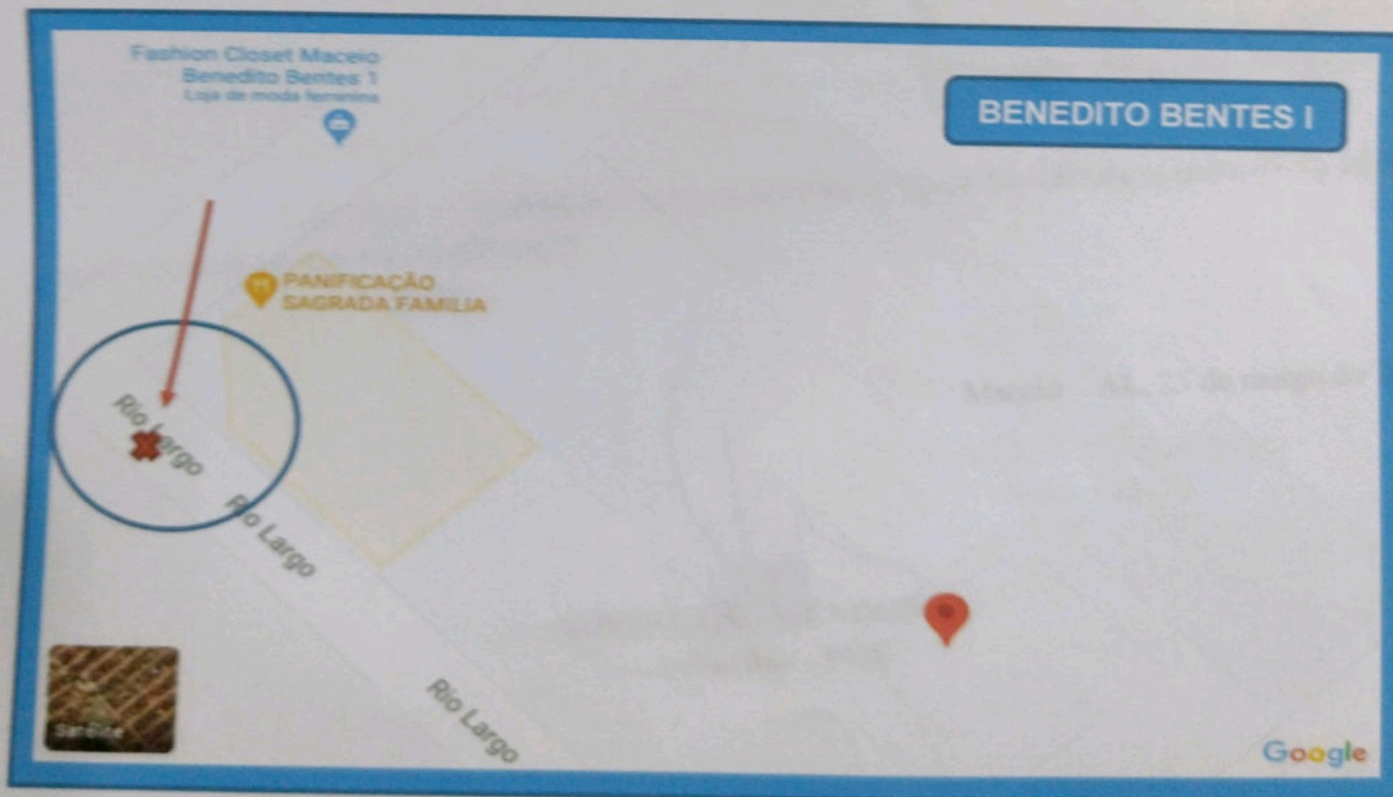 Fashion Closet Maceio
Benedito Bentes 1
Loja de moda feminina
BENEDITO BENTES I
PANIFICAÇÃO
SAGRADA FAMILIA
Rio Largo
Rio Largo
Rio Largo
Google